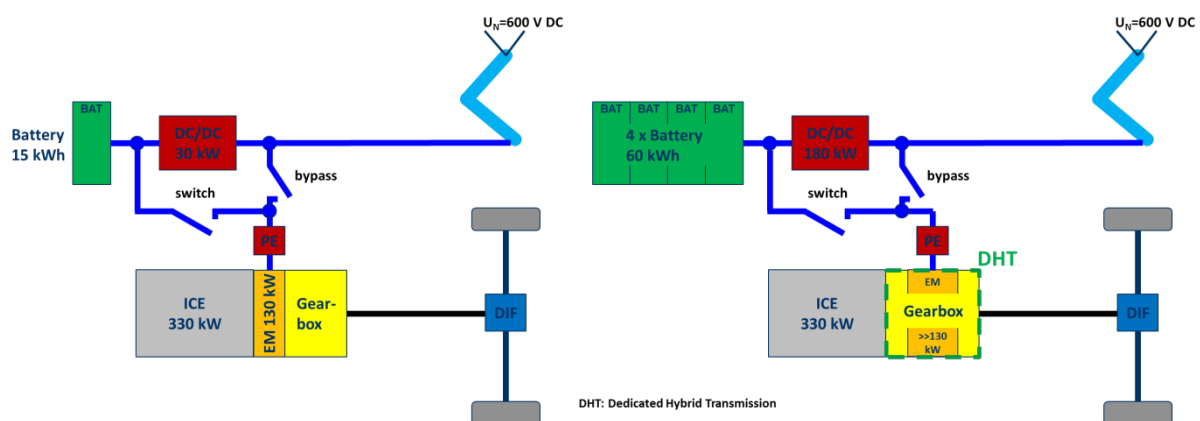 U_N=600 V DC
BAT
Battery
15 kWh
DC/DC
30 kW
bypass
switch
PE
ICE
330 kW
EM 130 kW
Gear-
box
DIF
U_N=600 V DC
BAT BAT BAT BAT
4 x Battery
60 kWh
DC/DC
180 kW
bypass
switch
PE
DHT
ICE
330 kW
EM
Gearbox
>>130
kW
DIF
DHT: Dedicated Hybrid Transmission